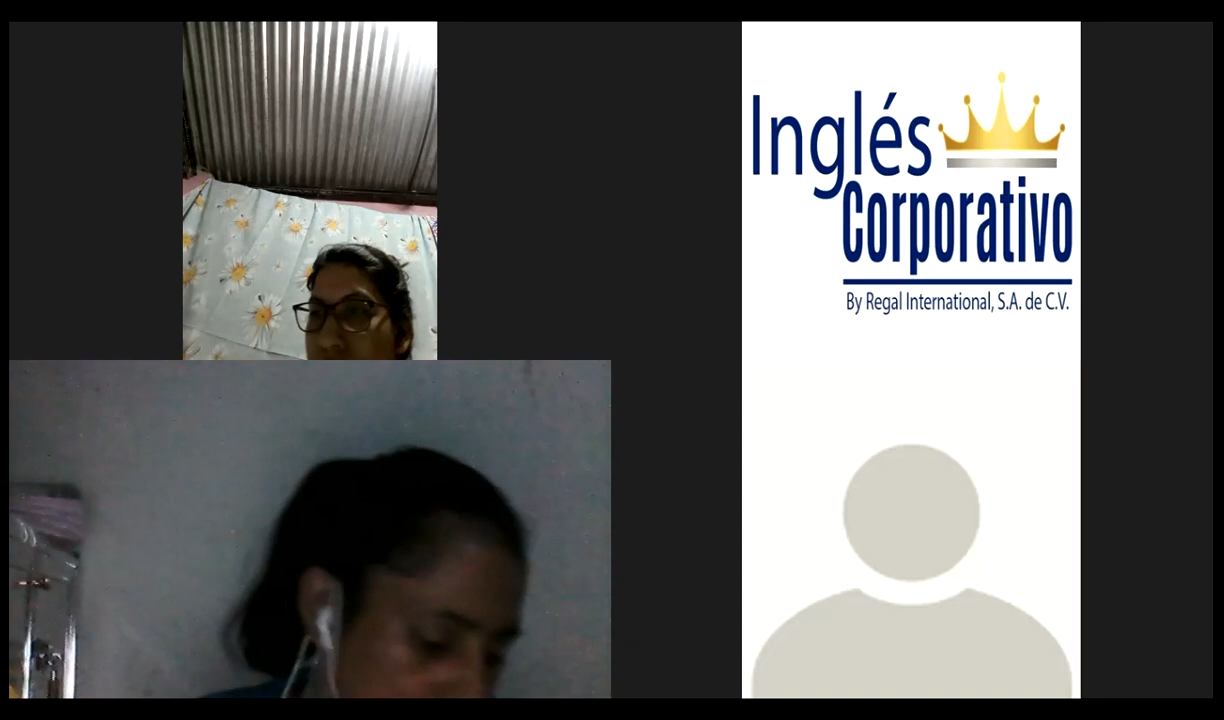 Inglés
Corporativo
By Regal International, S.A. de C.V.